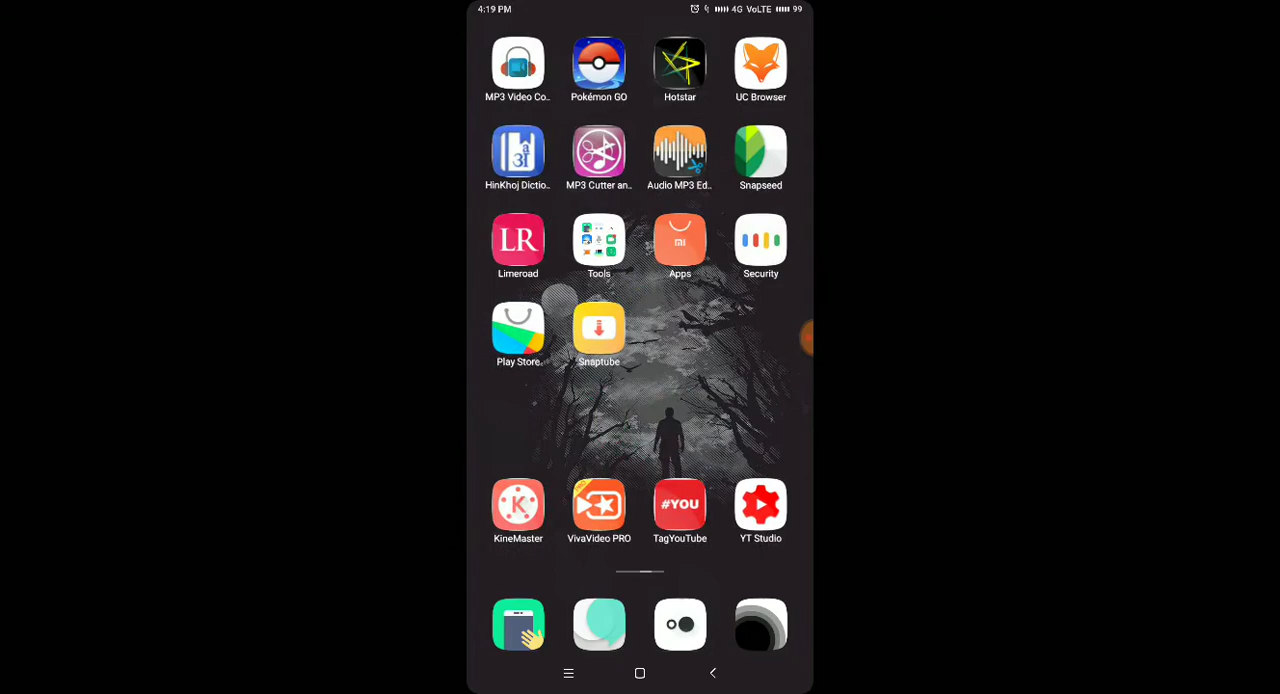 4:19 PM 4G VoLTE 99
MP3 Video Co.. Pokémon GO Hotstar UC Browser
a
अ
HinKhoj Dictio.. MP3 Cutter an.. Audio MP3 Ed.. Snapseed
LR mi
Limeroad Tools Apps Security
Play Store Snaptube
K PRO #YOU
KineMaster VivaVideo PRO TagYouTube YT Studio